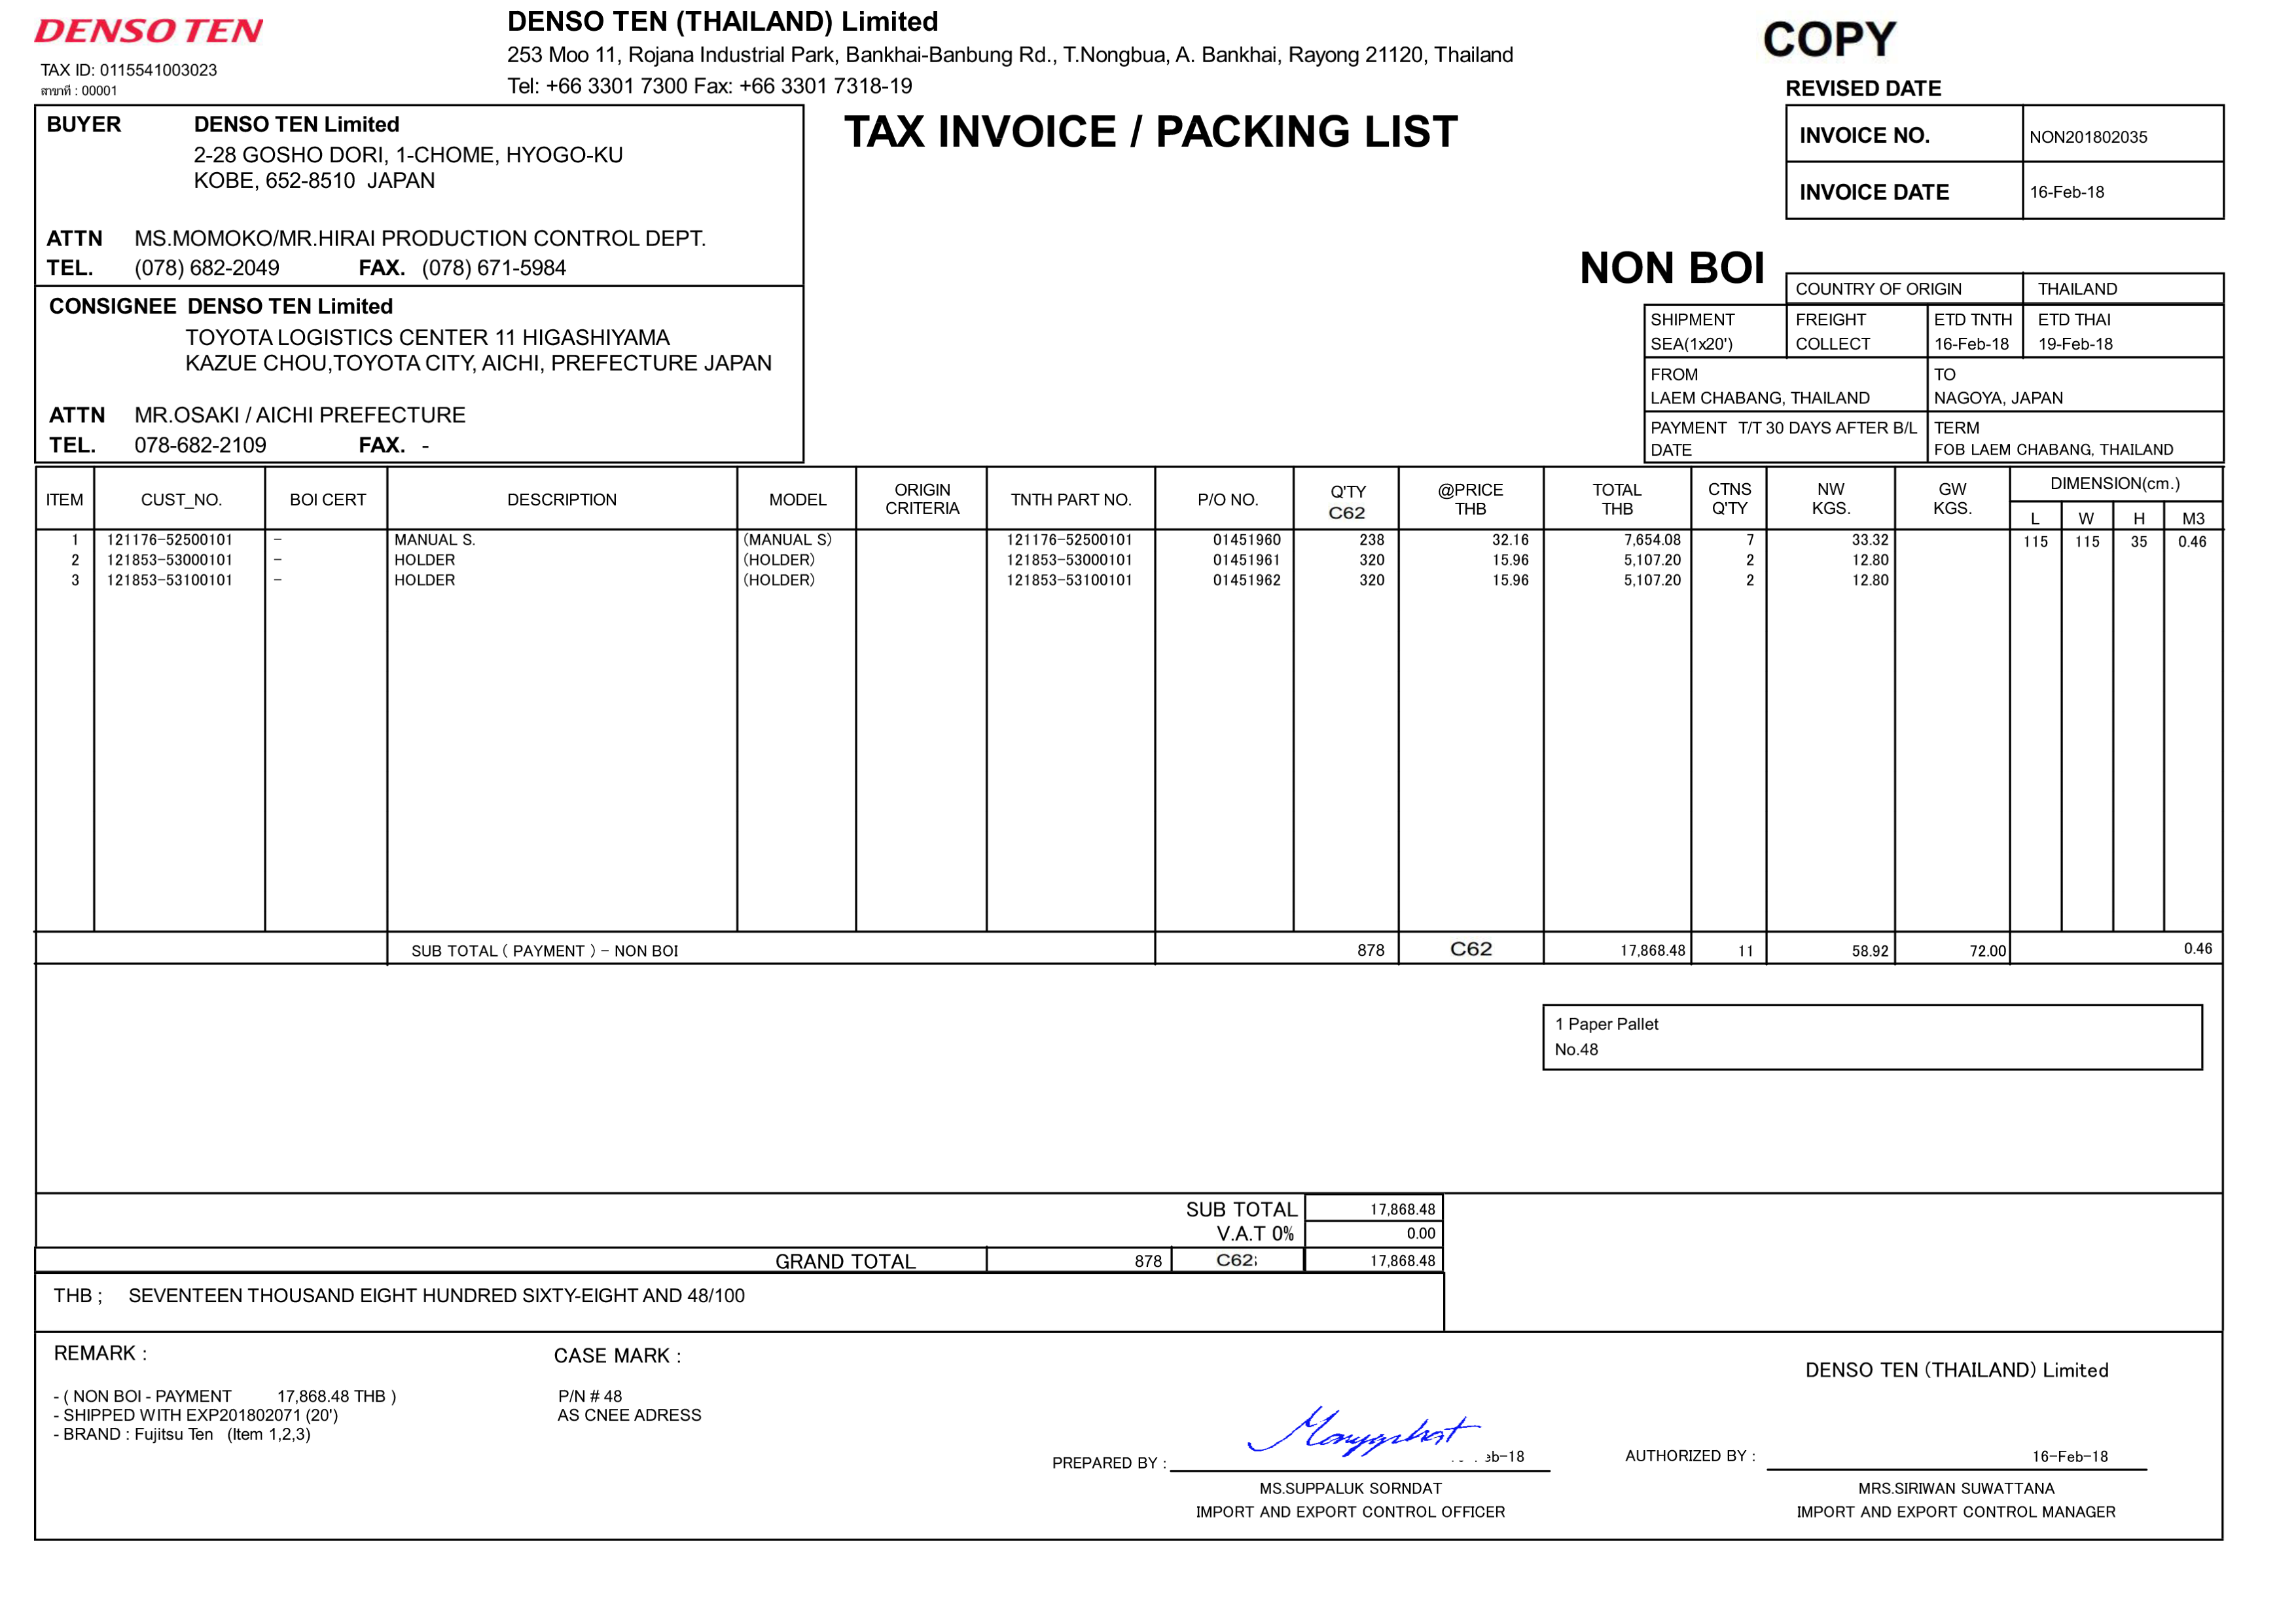 DENSO TEN
TAX ID: 0115541003023
สาขาที่ : 00001
DENSO TEN (THAILAND) Limited
253 Moo 11, Rojana Industrial Park, Bankhai-Banbung Rd., T.Nongbua, A. Bankhai, Rayong 21120, Thailand
Tel: +66 3301 7300 Fax: +66 3301 7318-19
COPY
REVISED DATE
TAX INVOICE / PACKING LIST
INVOICE NO. NON201802035
INVOICE DATE 16-Feb-18
BUYER DENSO TEN Limited
2-28 GOSHO DORI, 1-CHOME, HYOGO-KU
KOBE, 652-8510 JAPAN
ATTN MS.MOMOKO/MR.HIRAI PRODUCTION CONTROL DEPT.
TEL. (078) 682-2049 FAX. (078) 671-5984
CONSIGNEE DENSO TEN Limited
TOYOTA LOGISTICS CENTER 11 HIGASHIYAMA
KAZUE CHOU,TOYOTA CITY, AICHI, PREFECTURE JAPAN
ATTN MR.OSAKI / AICHI PREFECTURE
TEL. 078-682-2109 FAX. -
NON BOI
COUNTRY OF ORIGIN THAILAND
SHIPMENT FREIGHT ETD TNTH ETD THAI
SEA(1x20') COLLECT 16-Feb-18 19-Feb-18
FROM TO
LAEM CHABANG, THAILAND NAGOYA, JAPAN
PAYMENT T/T 30 DAYS AFTER B/L TERM
DATE FOB LAEM CHABANG, THAILAND
ITEM CUST_NO. BOI CERT DESCRIPTION MODEL ORIGIN CRITERIA TNTH PART NO. P/O NO. Q'TY C62 @PRICE THB TOTAL THB CTNS Q'TY NW KGS. GW KGS. DIMENSION(cm.)
L W H M3
1 121176-52500101 - MANUAL S. (MANUAL S) 121176-52500101 01451960 238 32.16 7,654.08 7 33.32 115 115 35 0.46
2 121853-53000101 - HOLDER (HOLDER) 121853-53000101 01451961 320 15.96 5,107.20 2 12.80
3 121853-53100101 - HOLDER (HOLDER) 121853-53100101 01451962 320 15.96 5,107.20 2 12.80
SUB TOTAL ( PAYMENT ) - NON BOI 878 C62 17,868.48 11 58.92 72.00 0.46
1 Paper Pallet
No.48
SUB TOTAL 17,868.48
V.A.T 0% 0.00
GRAND TOTAL 878 C62; 17,868.48
THB ; SEVENTEEN THOUSAND EIGHT HUNDRED SIXTY-EIGHT AND 48/100
REMARK :
- ( NON BOI - PAYMENT 17,868.48 THB )
- SHIPPED WITH EXP201802071 (20')
- BRAND : Fujitsu Ten (Item 1,2,3)
CASE MARK :
P/N # 48
AS CNEE ADRESS
PREPARED BY : eb-18
MS.SUPPALUK SORNDAT
IMPORT AND EXPORT CONTROL OFFICER
DENSO TEN (THAILAND) Limited
AUTHORIZED BY : 16-Feb-18
MRS.SIRIWAN SUWATTANA
IMPORT AND EXPORT CONTROL MANAGER